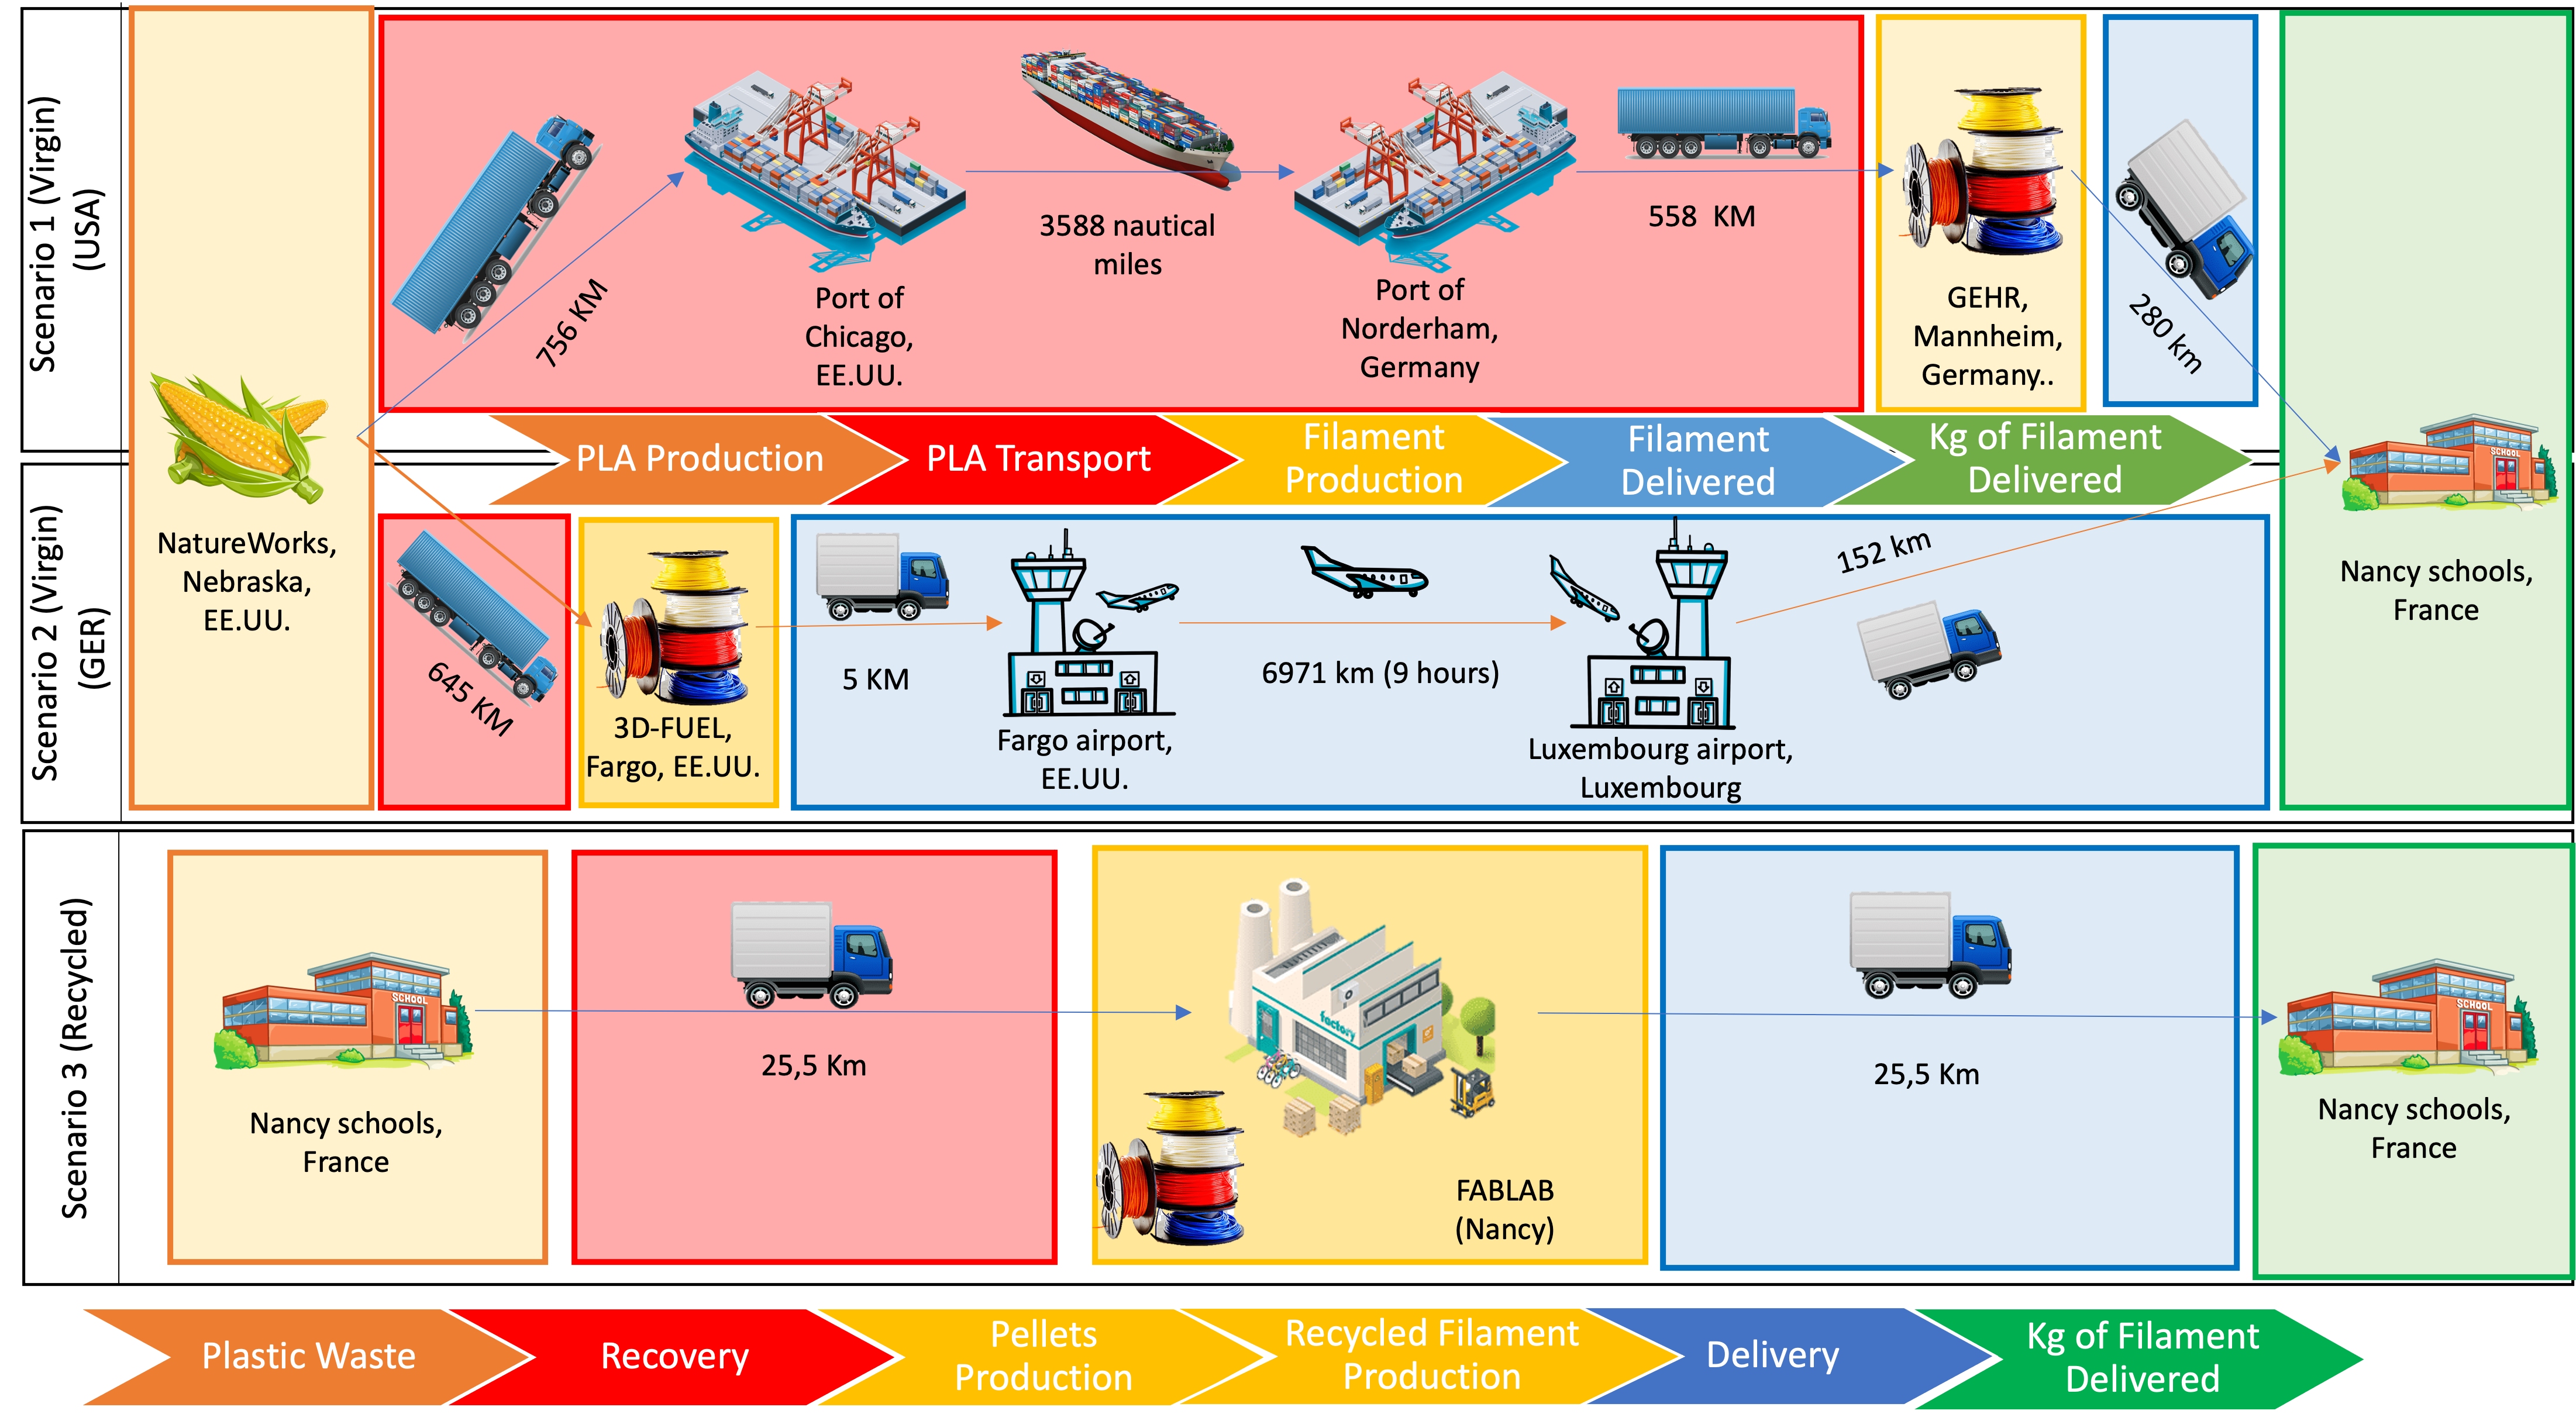 Scenario 1 (Virgin)
(USA)
756 KM
Port of
Chicago,
EE.UU.
3588 nautical
miles
Port of
Norderham,
Germany
558 KM
GEHR,
Mannheim,
Germany..
280 km
PLA Production
PLA Transport
Filament
Production
Filament
Delivered
Kg of Filament
Delivered
Scenario 2 (Virgin)
(GER)
NatureWorks,
Nebraska,
EE.UU.
645 KM
3D-FUEL,
Fargo, EE.UU.
5 KM
Fargo airport,
EE.UU.
6971 km (9 hours)
Luxembourg airport,
Luxembourg
152 km
SCHOOL
Nancy schools,
France
Scenario 3 (Recycled)
SCHOOL
Nancy schools,
France
25,5 Km
factory
FABLAB
(Nancy)
25,5 Km
SCHOOL
Nancy schools,
France
Plastic Waste
Recovery
Pellets
Production
Recycled Filament
Production
Delivery
Kg of Filament
Delivered